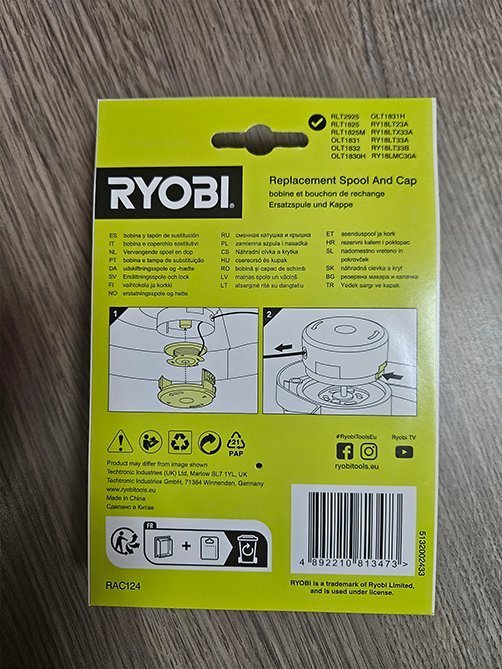 RLT2925 OLT1831H
RLT1825 RY18LT23A
RLT1825M RY18LTX33A
OLT1831 RY18LT33A
OLT1832 RY18LT33B
OLT1830H RY18LMC30A
RYOBI
Replacement Spool And Cap
bobine et bouchon de rechange
Ersatzspule und Kappe
ES bobina y tapón de sustitución
IT bobina e coperchio sostitutivi
NL Vervangende spoel en dop
PT bobina e tampa de substituição
DA udskiftningsspole og -hætte
SV Ersättningsspole och lock
FI vaihtokela ja korkki
NO erstatningsspole og hette
RU сменная катушка и крышка
PL zamienna szpula i nasadka
CS Náhradní cívka a krytka
HU csereorsó és kupak
RO bobină şi capac de schimb
LV maiņas spole un vāciņš
LT atsarginė ritė su dangteliu
ET asenduspool ja kork
HR rezervni kalem i poklopac
SL nadomestno vreteno in
pokrovček
SK náhradná cievka a kryt
BG резервна макара и капачка
TR Yedek sargı ve kapak
1
2
21
PAP
#RyobiToolsEu
Ryobi TV
ryobitools.eu
Product may differ from image shown
Techtronic Industries (UK) Ltd, Marlow SL7 1YL, UK
Techtronic Industries GmbH, 71364 Winnenden, Germany
www.ryobitools.eu
Made in China
Сделано в Китае
FR
+
RAC124
4 892210 813473 >
5132002433
RYOBI is a trademark of Ryobi Limited,
and is used under license.